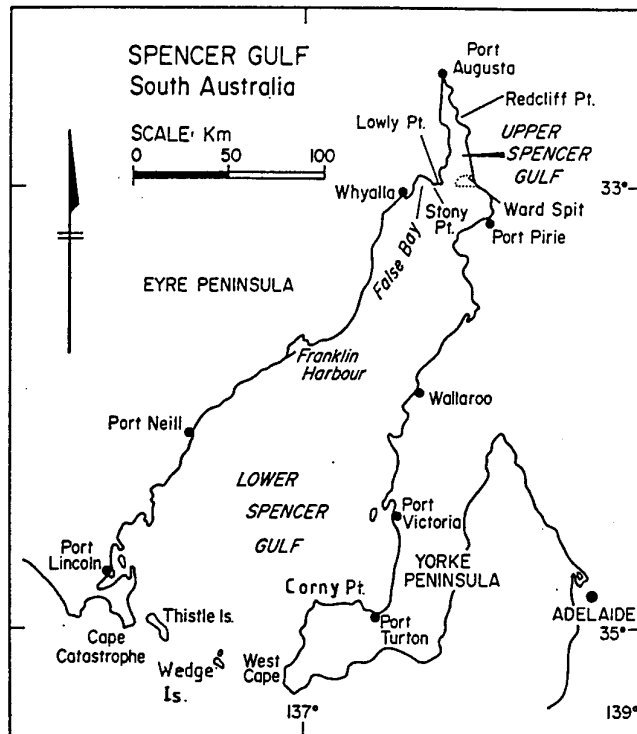 SPENCER GULF
South Australia
SCALE: Km
0 50 100
Port
Augusta
Redcliff Pt.
Lowly Pt.
UPPER
SPENCER
GULF
33°
Whyalla
Stony
Pt.
Ward Spit
Port Pirie
False Bay
EYRE PENINSULA
Franklin
Harbour
Wallaroo
Port Neill
LOWER
SPENCER
GULF
Port
Victoria
Port
Lincoln
YORKE
PENINSULA
Corny Pt.
Thistle Is.
ADELAIDE
Cape
Catastrophe
Port
Turton
35°
Wedge
Is.
West
Cape
137°
139°